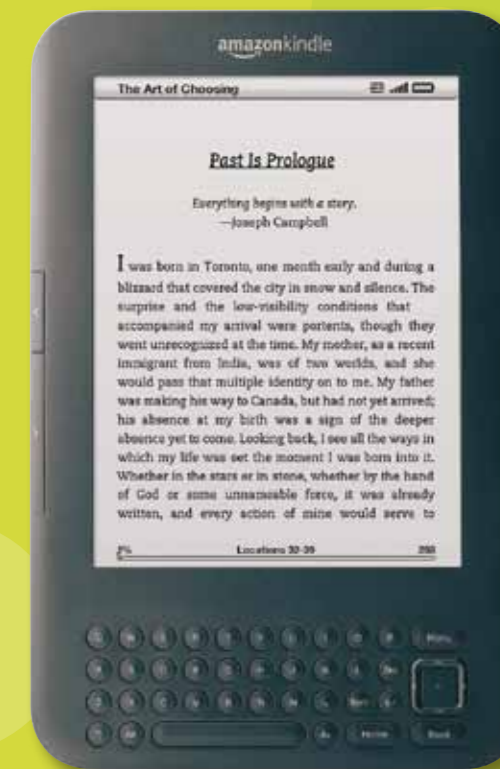 amazonkindle
The Art of Choosing
Past Is Prologue
Everything begins with a story.
—Joseph Campbell
I was born in Toronto, one month early and during a
blizzard that covered the city in snow and silence. The
surprise and the low-visibility conditions that
accompanied my arrival were portents, though they
went unrecognized at the time. My mother, as a recent
immigrant from India, was of two worlds, and she
would pass that multiple identity on to me. My father
was making his way to Canada, but had not yet arrived;
his absence at my birth was a sign of the deeper
absence yet to come. Looking back, I see all the ways in
which my life was set the moment I was born into it.
Whether in the stars or in stone, whether by the hand
of God or some unnameable force, it was already
written, and every action of mine would serve to
Locations 32-39
Menu
Home Back